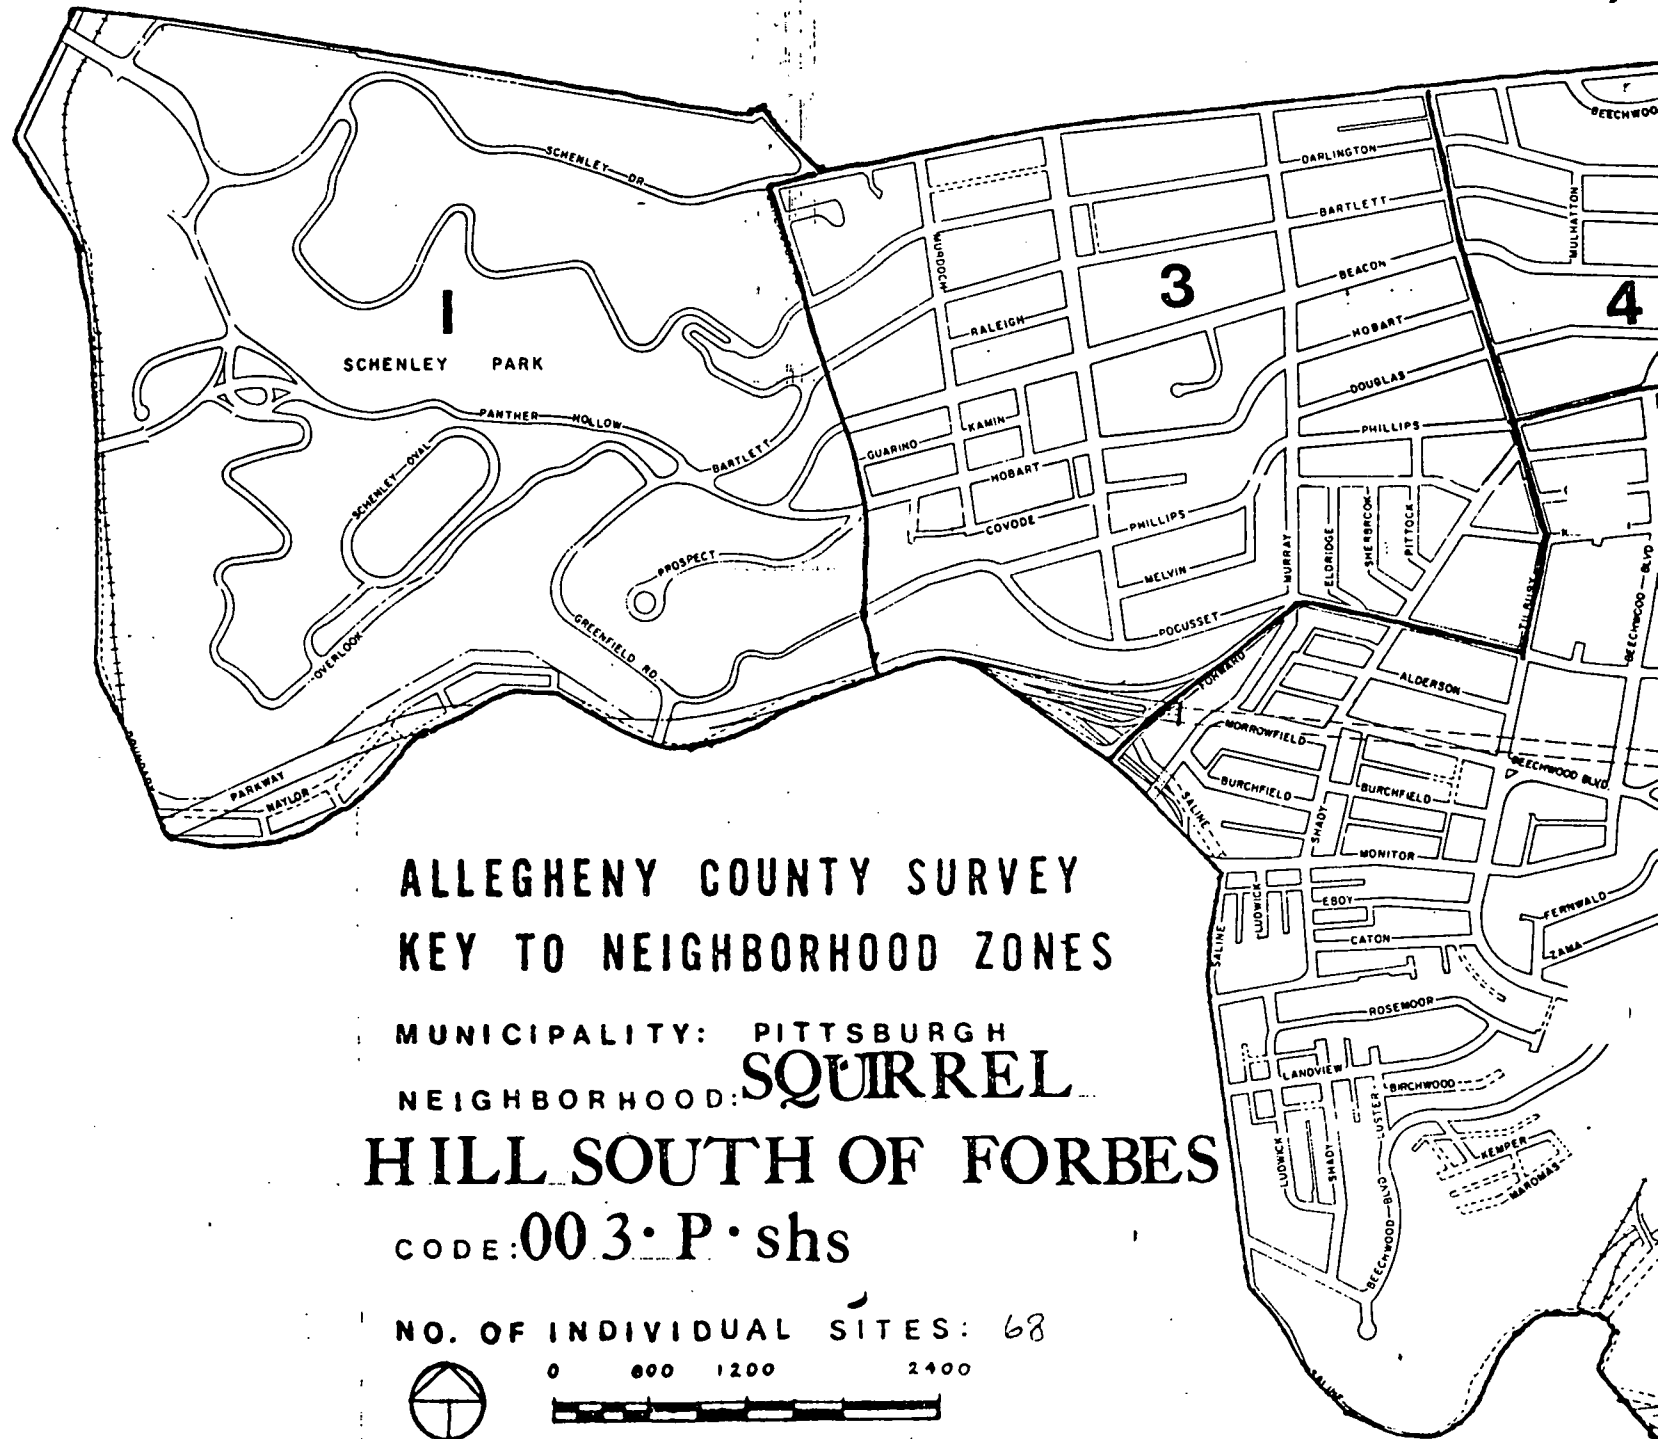 BEECHWOO
SCHENLEY DR.
DARLINGTON
BARTLETT
MULHATTON
MURDOCH
BEACON
3
4
1
RALEIGH
HOBART
SCHENLEY PARK
DOUGLAS
PANTHER HOLLOW
KAMIN
PHILLIPS
GUARINO
BARTLETT
SCHENLEY OVAL
HOBART
COVODE
PHILLIPS
SHERBROOK
PITTOCK
ELDRIDGE
MURRAY
PROSPECT
MELVIN
TILBURY
BEECHWOOD BLVD
GREENFIELD RD.
POCUSSET
OVERLOOK
FORWARD
ALDERSON
MORROWFIELD
BOUNDARY
BEECHWOOD BLVD.
PARKWAY
NAYLOR
BURCHFIELD
BURCHFIELD
SALINE
SHADY
MONITOR
ALLEGHENY COUNTY SURVEY
KEY TO NEIGHBORHOOD ZONES
EBOY
LUDWICK
FERNWALD
CATON
SALINE
ZAMA
ROSEMOOR
MUNICIPALITY: PITTSBURGH
NEIGHBORHOOD: SQUIRREL
HILL SOUTH OF FORBES
LANDVIEW
BIRCHWOOD
LUSTER
KEMPER
MAROMAS
LUDWICK
SHADY
BEECHWOOD BLVD
CODE: 003·P·shs
NO. OF INDIVIDUAL SITES: 68
0 600 1200 2400
SALINE